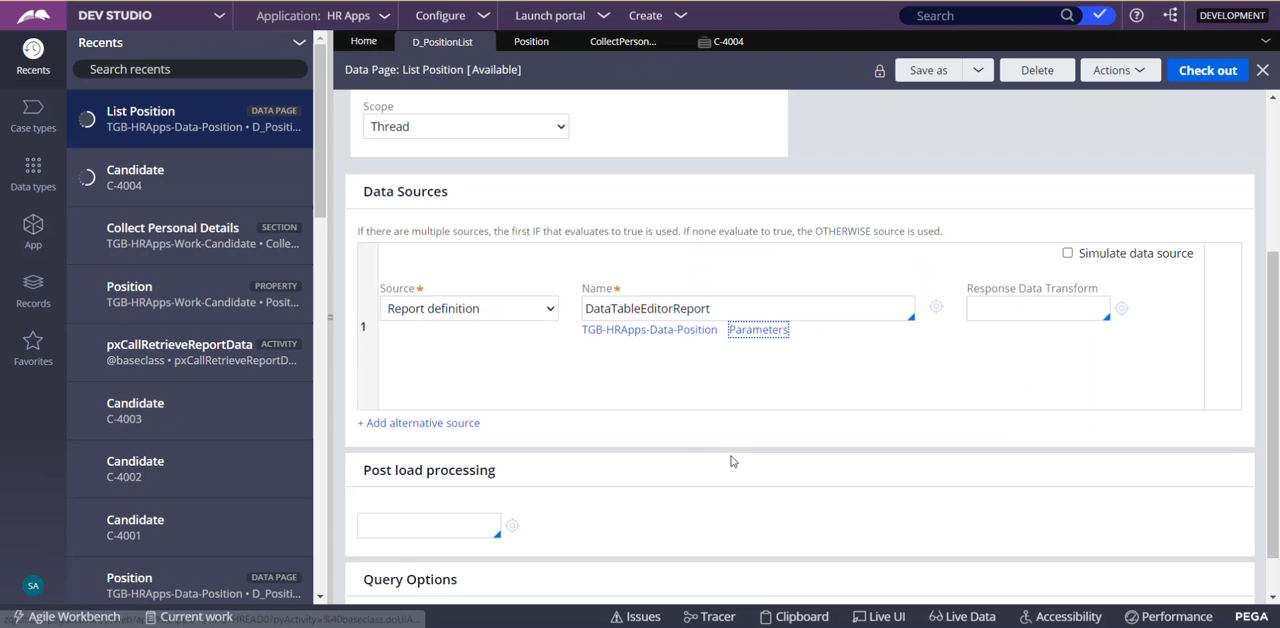 DEV STUDIO
Application: HR Apps
Configure
Launch portal
Create
Search
DEVELOPMENT
Recents
Recents
Search recents
Home
D_PositionList
Position
CollectPerson...
C-4004
Data Page: List Position [Available]
Save as
Delete
Actions
Check out
Case types
Data types
App
Records
Favorites
SA
List Position
DATA PAGE
TGB-HRApps-Data-Position • D_Positi...
Candidate
C-4004
Collect Personal Details
SECTION
TGB-HRApps-Work-Candidate • Colle...
Position
PROPERTY
TGB-HRApps-Work-Candidate • Posit...
pxCallRetrieveReportData
ACTIVITY
@baseclass • pxCallRetrieveReportD...
Candidate
C-4003
Candidate
C-4002
Candidate
C-4001
Position
DATA PAGE
TGB-HRApps-Data-Position • D_Positi...
Scope
Thread
Data Sources
If there are multiple sources, the first IF that evaluates to true is used. If none evaluate to true, the OTHERWISE source is used.
Simulate data source
Source*
Name*
Response Data Transform
1
Report definition
DataTableEditorReport
TGB-HRApps-Data-Position
Parameters
+ Add alternative source
Post load processing
Query Options
Agile Workbench
Current work
Issues
Tracer
Clipboard
Live UI
Live Data
Accessibility
Performance
PEGA